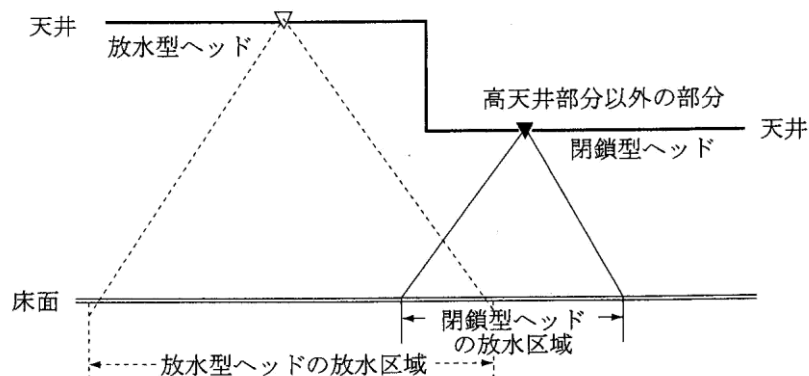 天井
放水型ヘッド
高天井部分以外の部分
天井
閉鎖型ヘッド
床面
閉鎖型ヘッド
の放水区域
放水型ヘッドの放水区域